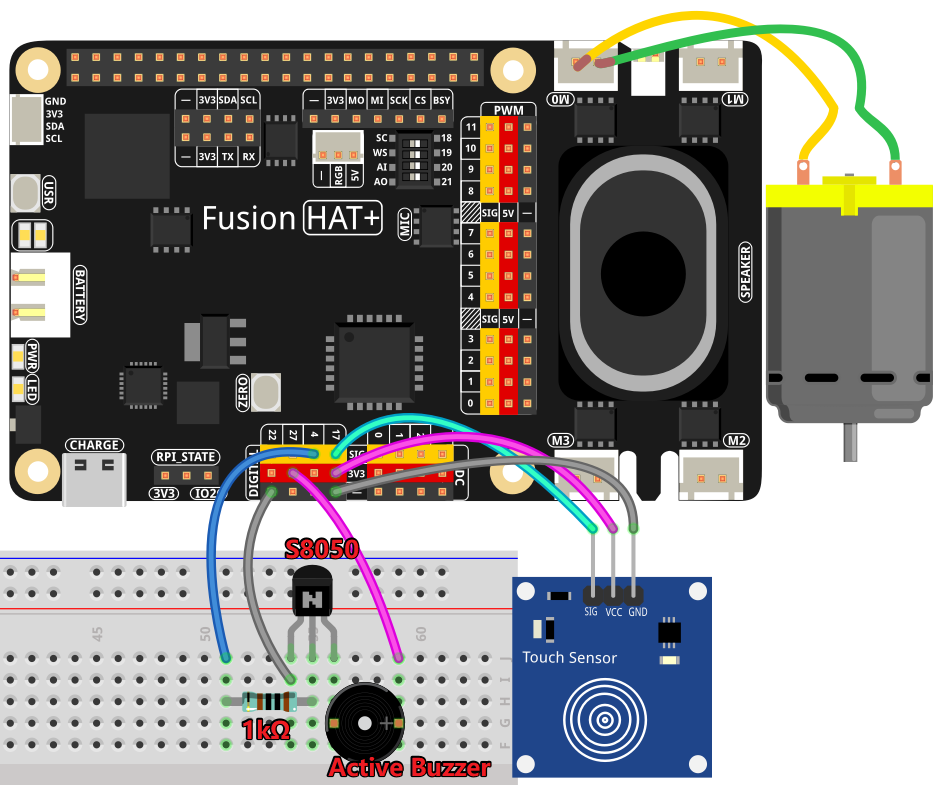 M0
M1
GND
3V3
SDA
SCL
— 3V3 SDA SCL
— 3V3 TX RX
— 3V3 MO MI SCK CS BSY
— RGB 5V
SC 18
WS 19
AI 20
AO 21
PWM
11
10
9
8
SIG 5V —
7
6
5
4
SIG 5V —
3
2
1
0
USR
Fusion HAT+
MIC
SPEAKER
BATTERY
PWR
LED
ZERO
M3
M2
CHARGE
RPI_STATE
3V3
22 27 4 17
0 1
SIG
3V3
—
S8050
45 50 60
J
I
H
G
F
1kΩ
Active Buzzer
SIG VCC GND
Touch Sensor
+